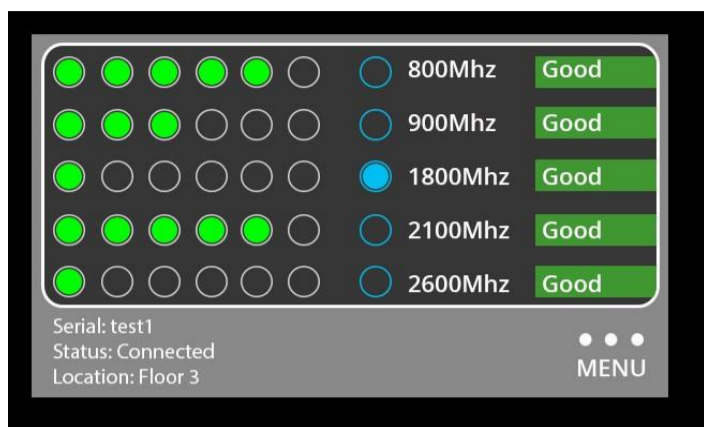 800Mhz Good
900Mhz Good
1800Mhz Good
2100Mhz Good
2600Mhz Good
Serial: test1
Status: Connected
Location: Floor 3
MENU